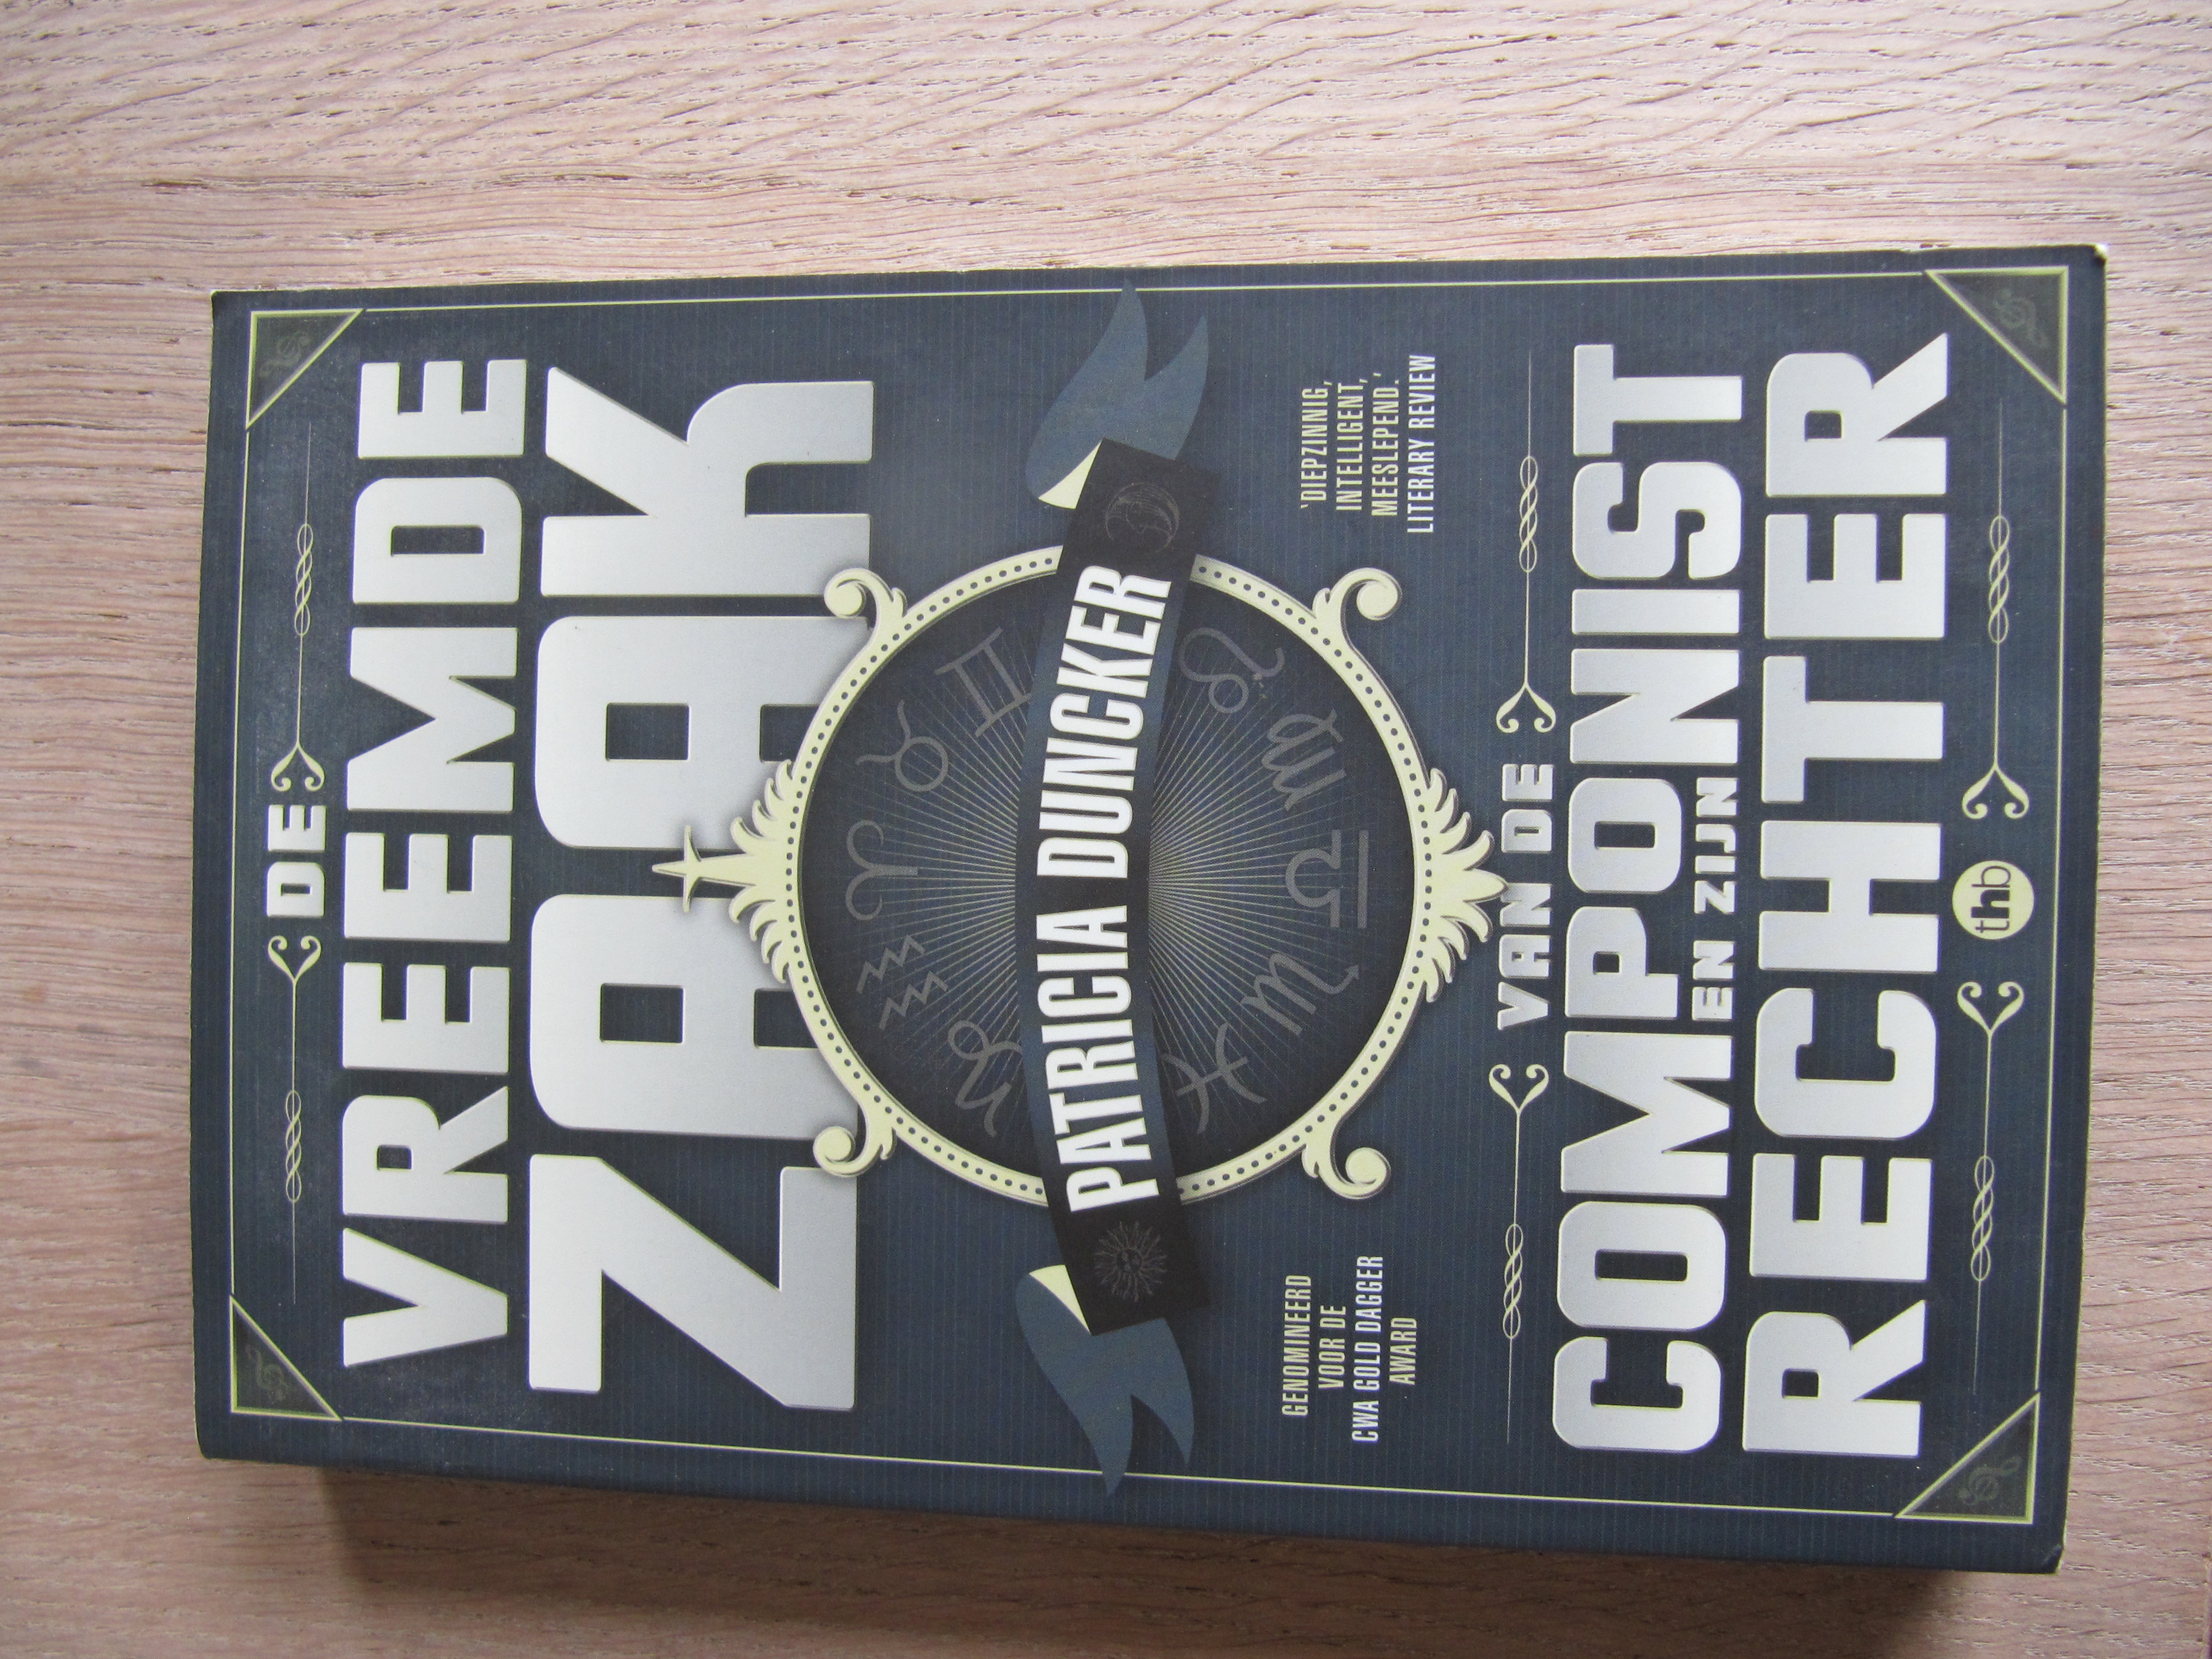 DE
VREEMDE
ZAAK
PATRICIA DUNCKER
GENOMINEERD
VOOR DE
CWA GOLD DAGGER
AWARD
'DIEPZINNIG,
INTELLIGENT,
MEESLEPEND.'
LITERARY REVIEW
VAN DE
COMPONIST
EN ZIJN
RECHTER
thb